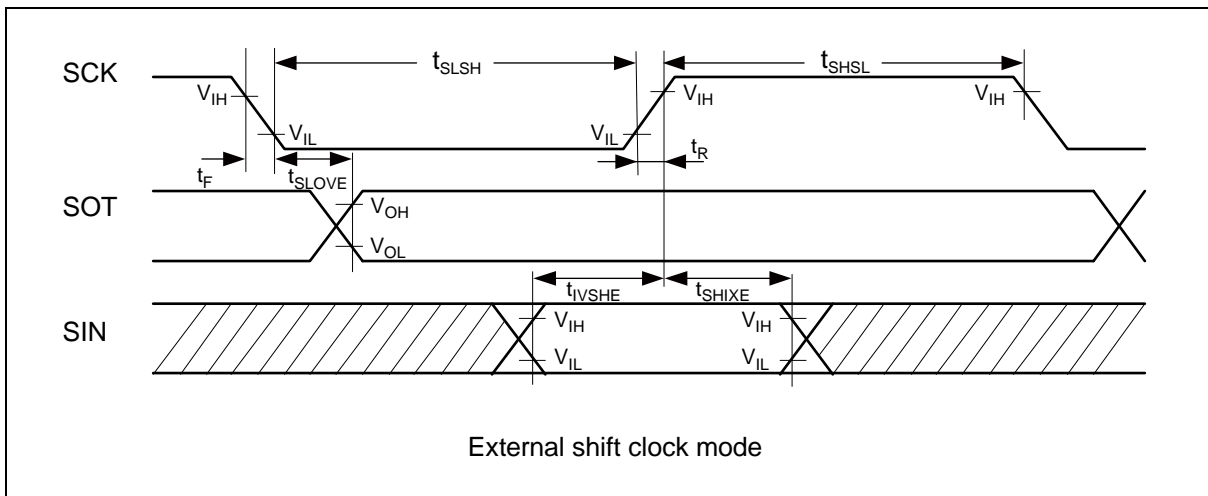 SCK
t_SLSH
t_SHSL
V_IH
V_IH
V_IH
V_IL
V_IL
t_F
t_SLOVE
t_R
SOT
V_OH
V_OL
t_IVSHE
t_SHIXE
SIN
V_IH
V_IH
V_IL
V_IL
External shift clock mode